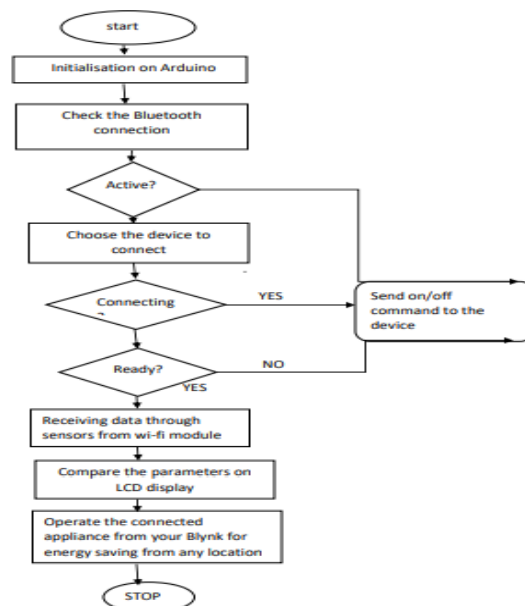 start
Initialisation on Arduino
Check the Bluetooth
connection
Active?
Choose the device to
connect
Connecting
YES
Send on/off
command to the
device
Ready?
NO
YES
Receiving data through
sensors from wi-fi module
Compare the parameters on
LCD display
Operate the connected
appliance from your Blynk for
energy saving from any location
STOP